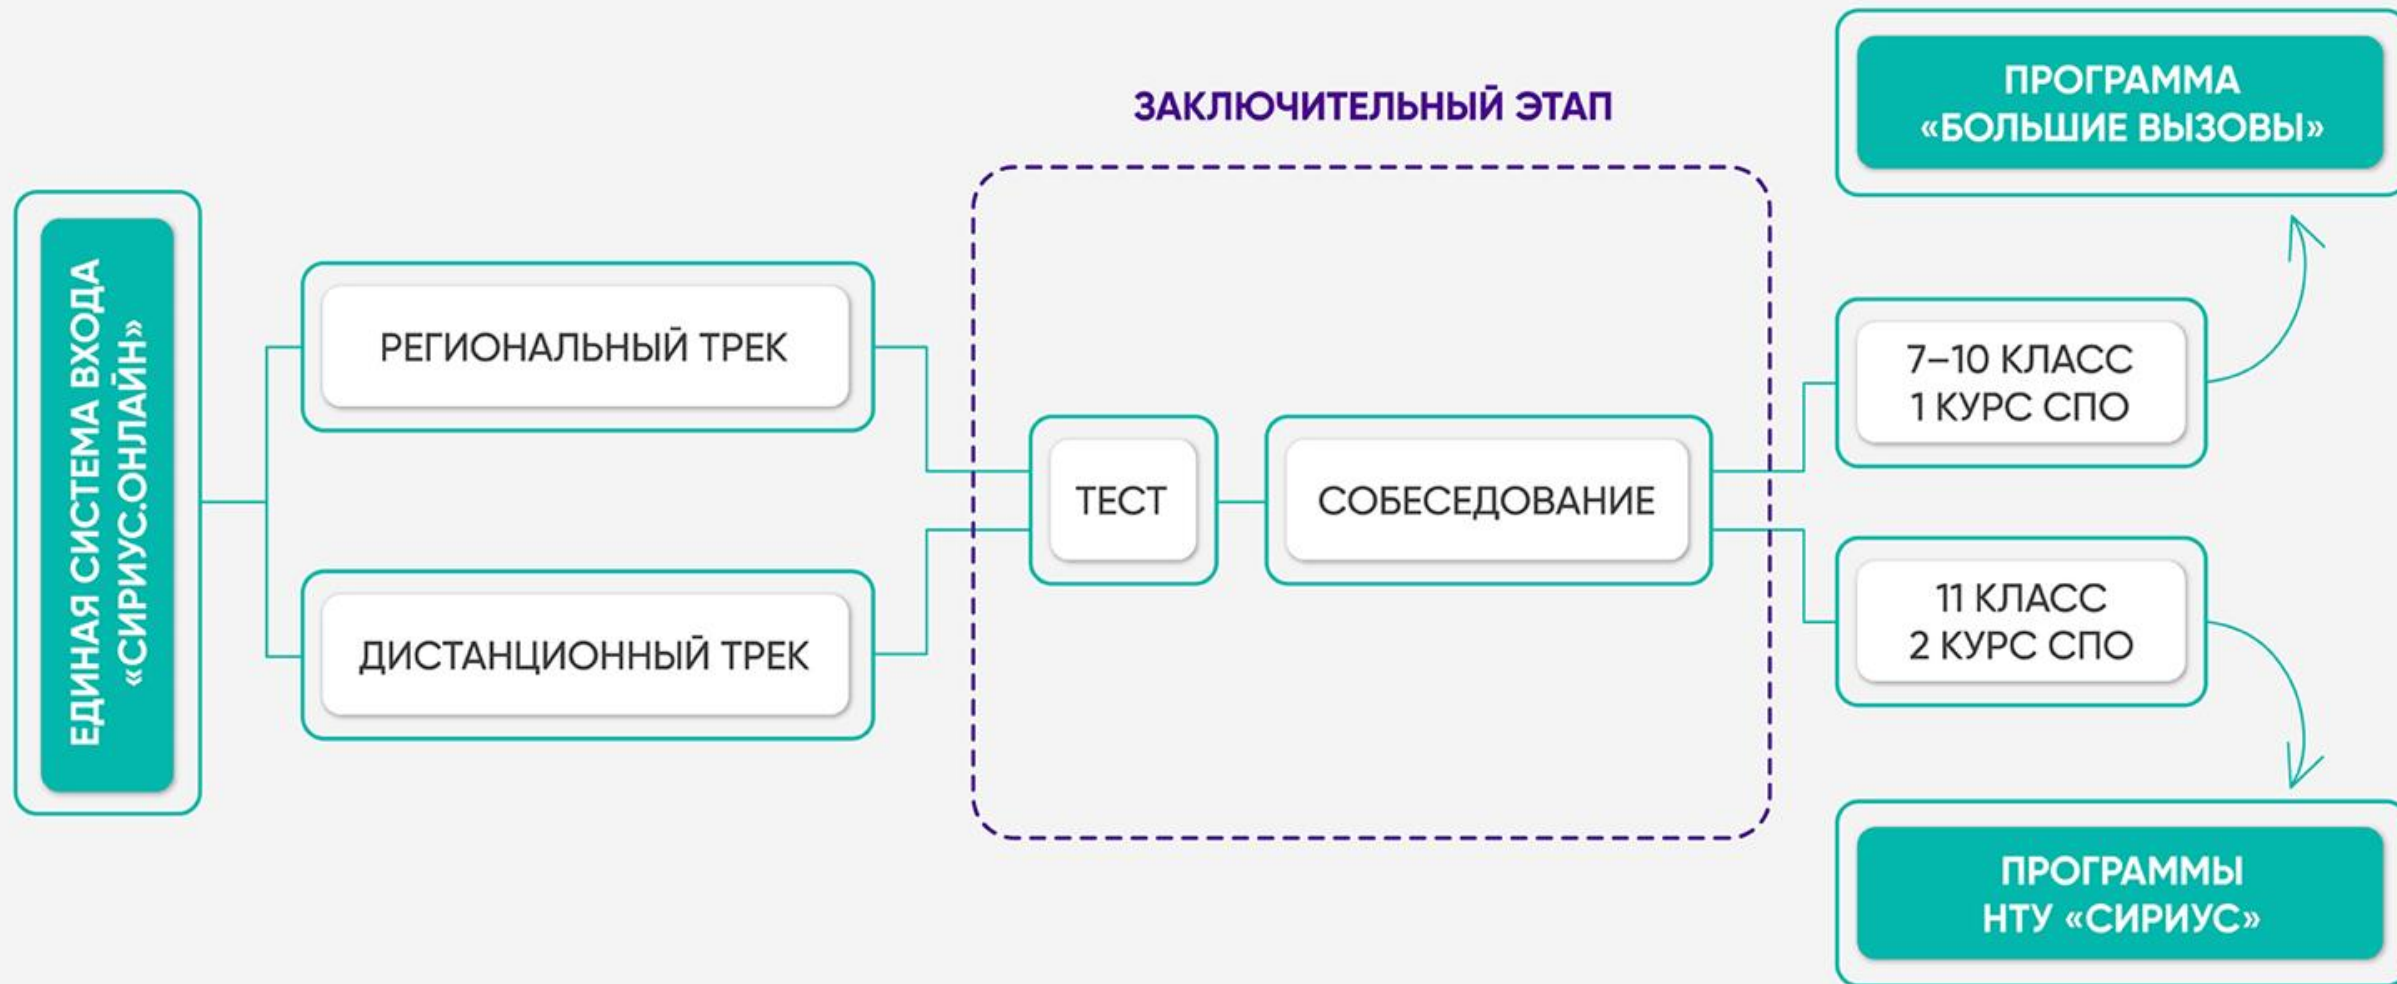 ЕДИНАЯ СИСТЕМА ВХОДА
«СИРИУС.ОНЛАЙН»
РЕГИОНАЛЬНЫЙ ТРЕК
ДИСТАНЦИОННЫЙ ТРЕК
ЗАКЛЮЧИТЕЛЬНЫЙ ЭТАП
ТЕСТ
СОБЕСЕДОВАНИЕ
ПРОГРАММА
«БОЛЬШИЕ ВЫЗОВЫ»
7–10 КЛАСС
1 КУРС СПО
11 КЛАСС
2 КУРС СПО
ПРОГРАММЫ
НТУ «СИРИУС»